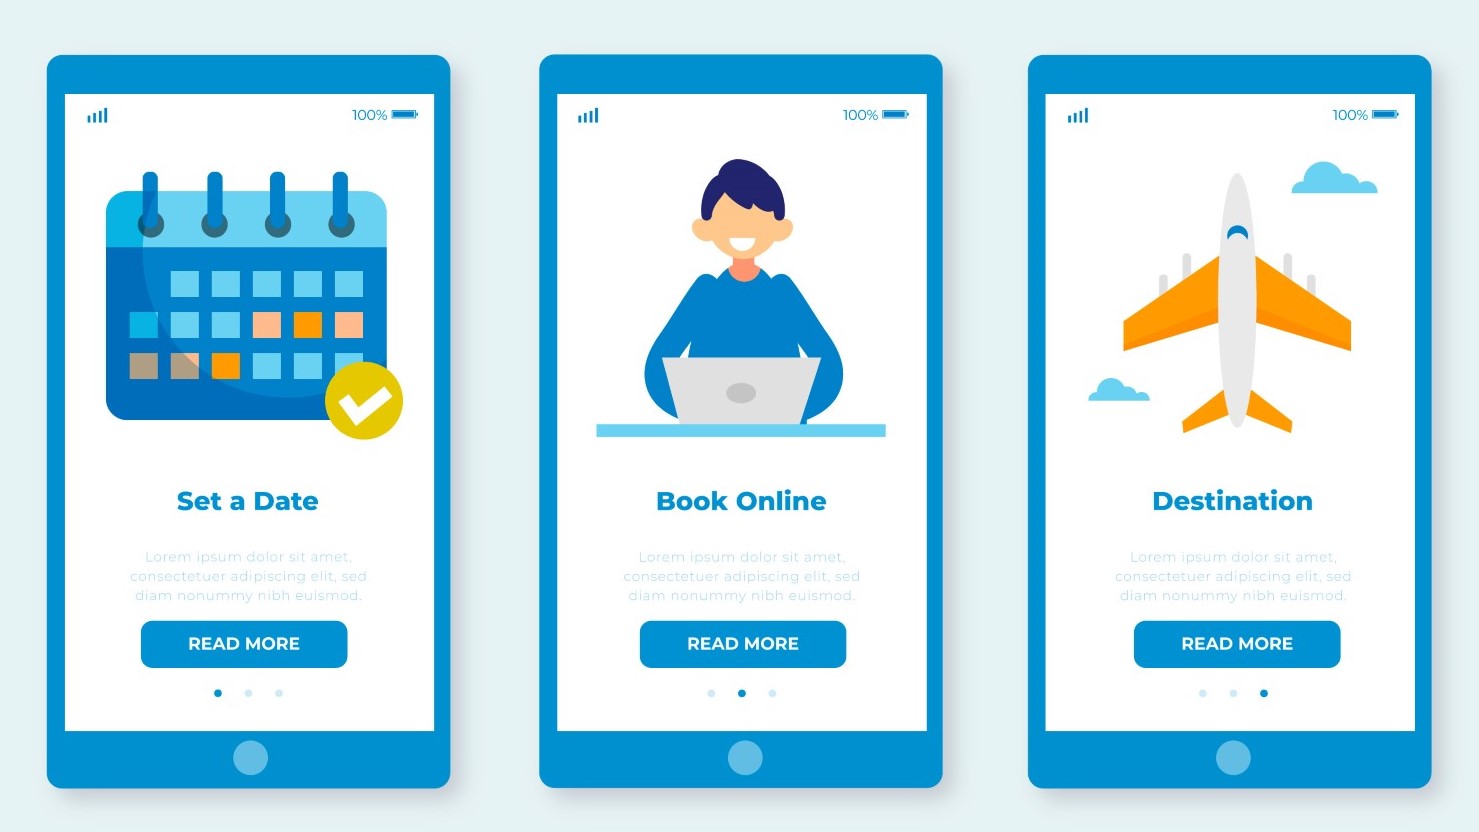 100%
Set a Date
Lorem ipsum dolor sit amet,
consectetuer adipiscing elit, sed
diam nonummy nibh euismod.
READ MORE
100%
Book Online
Lorem ipsum dolor sit amet,
consectetuer adipiscing elit, sed
diam nonummy nibh euismod.
READ MORE
100%
Destination
Lorem ipsum dolor sit amet,
consectetuer adipiscing elit, sed
diam nonummy nibh euismod.
READ MORE